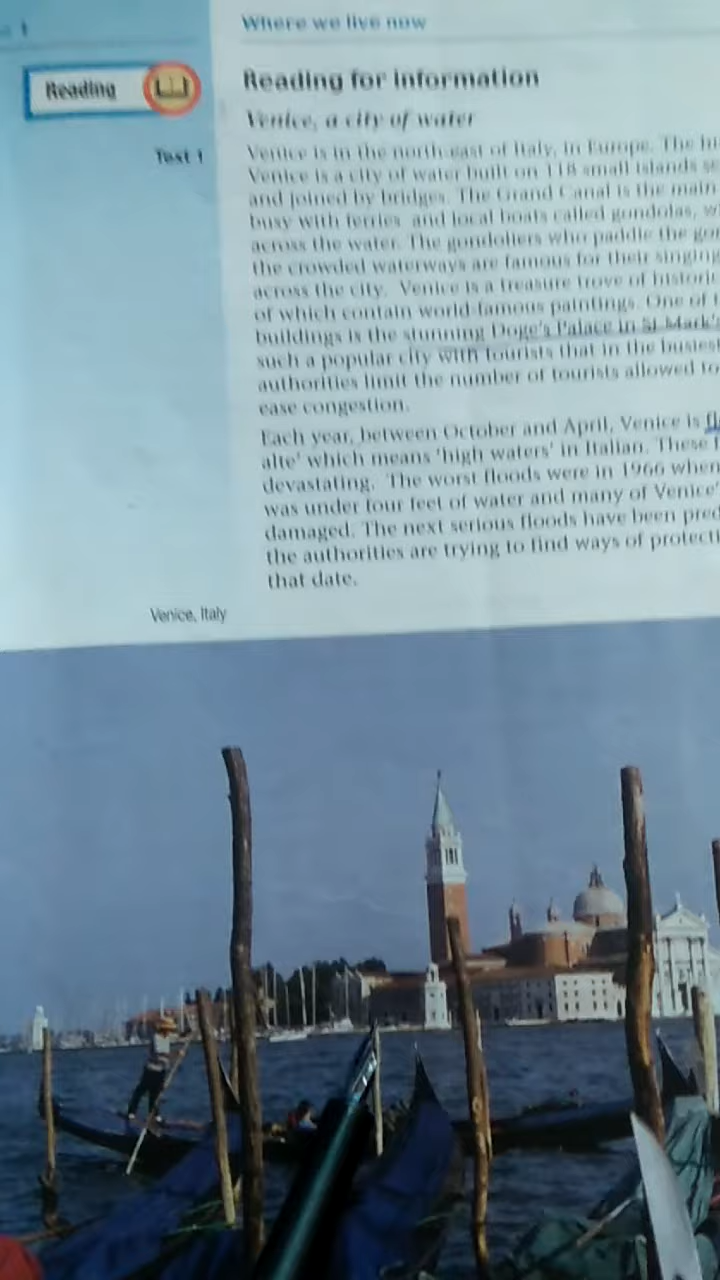 1
Where we live now
Reading
Reading for information
Venice, a city of water
Text 1
Venice is in the north-east of Italy, in Europe. The
Venice is a city of water built on 118 small islands
and joined by bridges. The Grand Canal is the main
busy with ferries and local boats called gondolas,
across the water. The gondoliers who paddle the
the crowded waterways are famous for their singing
across the city. Venice is a treasure trove of
of which contain world-famous paintings. One of
buildings is the stunning Doge's Palace in St Mark's
such a popular city with tourists that in the busiest
authorities limit the number of tourists allowed to
ease congestion.
Each year, between October and April, Venice is
alte' which means 'high waters' in Italian. These
devastating. The worst floods were in 1966 when
was under four feet of water and many of Venice'
damaged. The next serious floods have been
the authorities are trying to find ways of
that date.
Venice, Italy